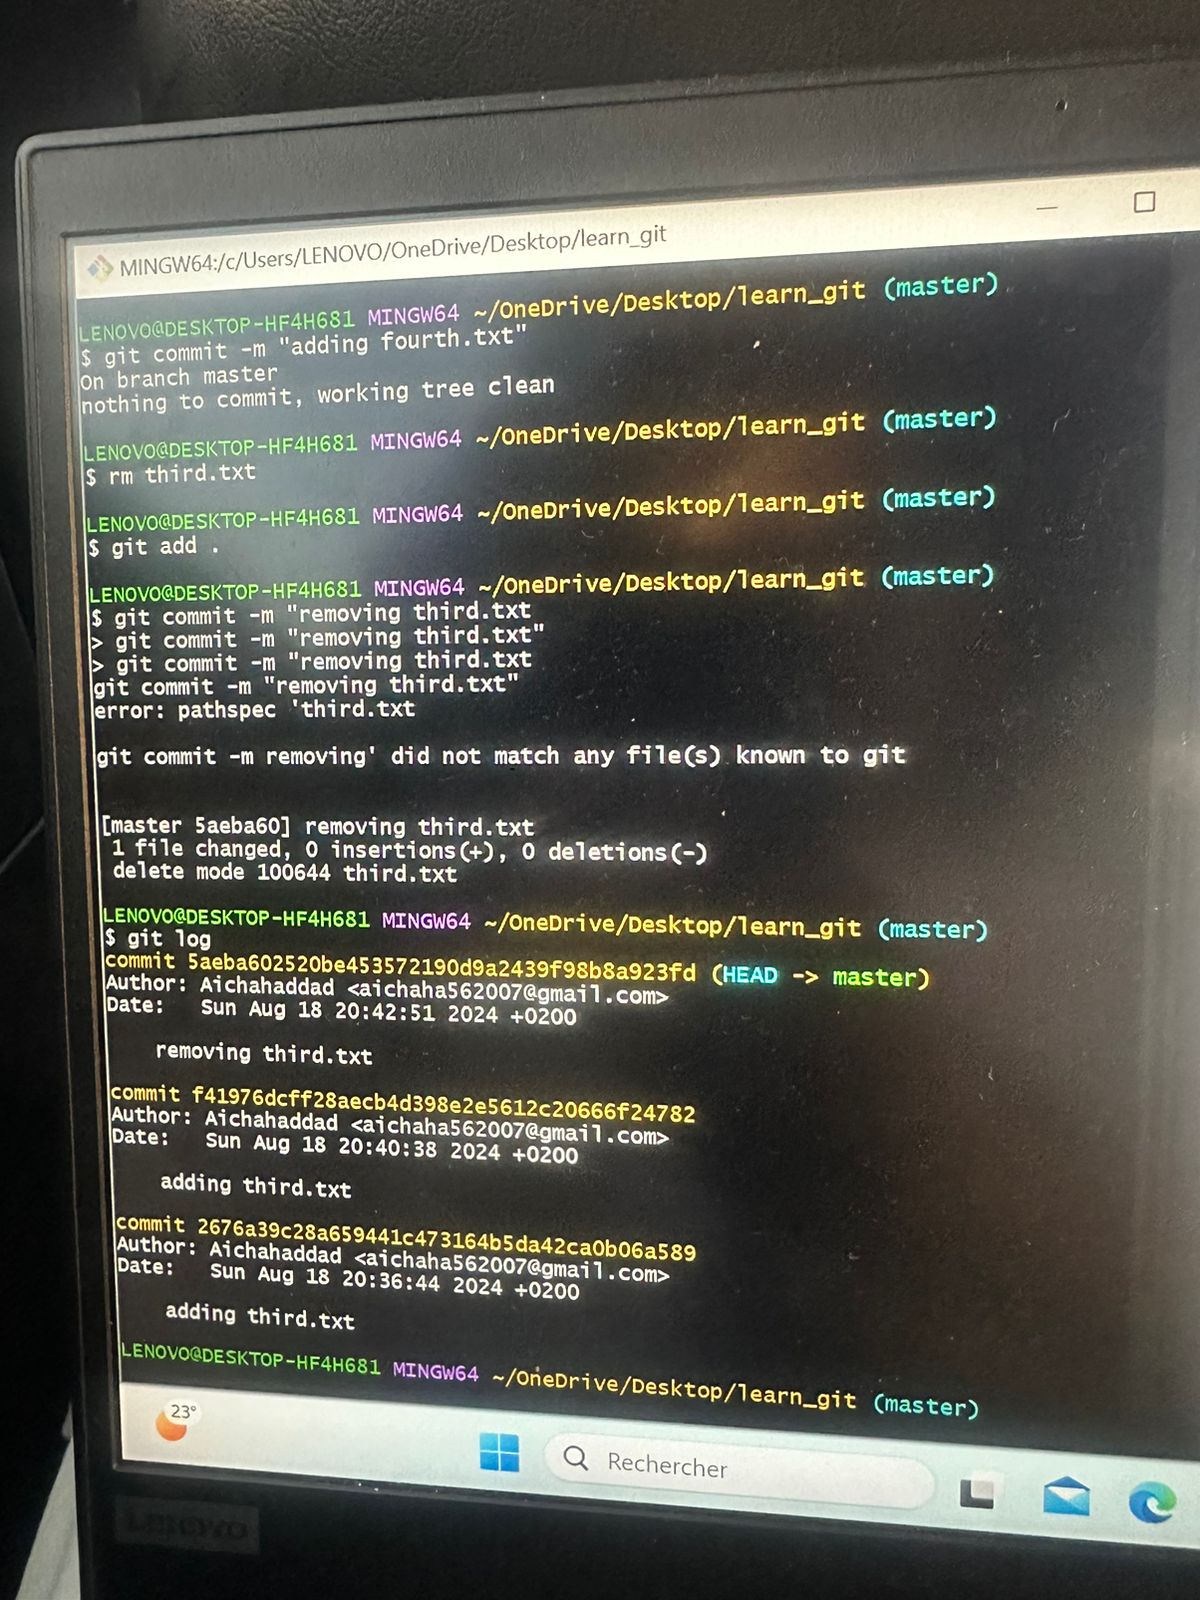 MINGW64:/c/Users/LENOVO/OneDrive/Desktop/learn_git
LENOVO@DESKTOP-HF4H681 MINGW64 ~/OneDrive/Desktop/learn_git (master)
$ git commit -m "adding fourth.txt"
On branch master
nothing to commit, working tree clean
LENOVO@DESKTOP-HF4H681 MINGW64 ~/OneDrive/Desktop/learn_git (master)
$ rm third.txt
LENOVO@DESKTOP-HF4H681 MINGW64 ~/OneDrive/Desktop/learn_git (master)
$ git add .
LENOVO@DESKTOP-HF4H681 MINGW64 ~/OneDrive/Desktop/learn_git (master)
$ git commit -m "removing third.txt
> git commit -m "removing third.txt"
> git commit -m "removing third.txt
git commit -m "removing third.txt"
error: pathspec 'third.txt
git commit -m removing' did not match any file(s) known to git
[master 5aeba60] removing third.txt
1 file changed, 0 insertions(+), 0 deletions(-)
delete mode 100644 third.txt
LENOVO@DESKTOP-HF4H681 MINGW64 ~/OneDrive/Desktop/learn_git (master)
$ git log
commit 5aeba602520be453572190d9a2439f98b8a923fd (HEAD -> master)
Author: Aichahaddad <aichaha562007@gmail.com>
Date:   Sun Aug 18 20:42:51 2024 +0200
removing third.txt
commit f41976dcff28aecb4d398e2e5612c20666f24782
Author: Aichahaddad <aichaha562007@gmail.com>
Date:   Sun Aug 18 20:40:38 2024 +0200
adding third.txt
commit 2676a39c28a659441c473164b5da42ca0b06a589
Author: Aichahaddad <aichaha562007@gmail.com>
Date:   Sun Aug 18 20:36:44 2024 +0200
adding third.txt
LENOVO@DESKTOP-HF4H681 MINGW64 ~/OneDrive/Desktop/learn_git (master)
23°
Rechercher
LENOVO